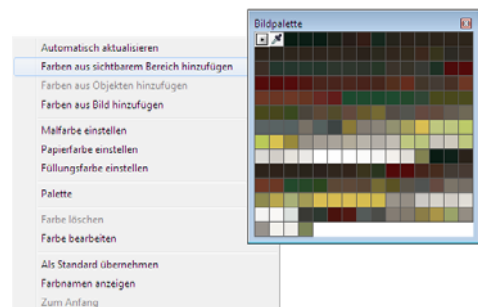 Bildpalette
Automatisch aktualisieren
Farben aus sichtbarem Bereich hinzufügen
Farben aus Objekten hinzufügen
Farben aus Bild hinzufügen
Malfarbe einstellen
Papierfarbe einstellen
Füllungsfarbe einstellen
Palette
Farbe löschen
Farbe bearbeiten
Als Standard übernehmen
Farbnamen anzeigen
Zum Anfang